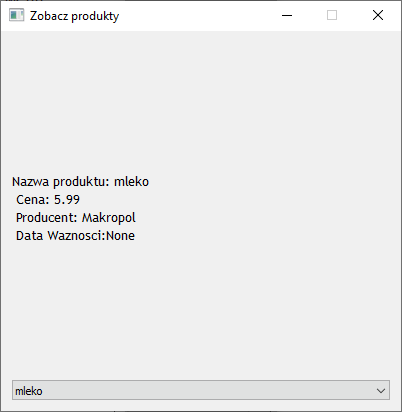 Zobacz produkty
Nazwa produktu: mleko
Cena: 5.99
Producent: Makropol
Data Waznosci:None
mleko